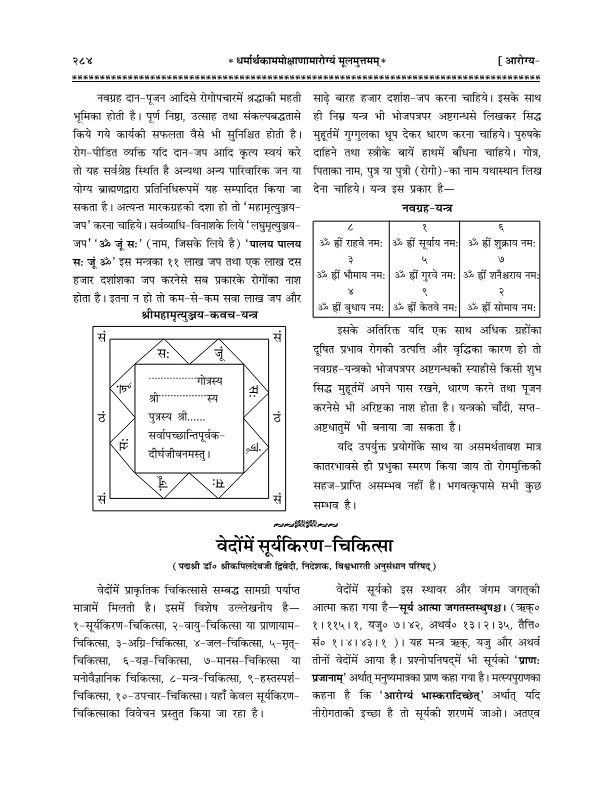 २८४
* धर्मार्थकाममोक्षाणामारोग्यं मूलमुत्तमम् *
[ आरोग्य-
नवग्रह दान-पूजन आदिसे रोगोपचारमें श्रद्धाकी महती
भूमिका होती है। पूर्ण निष्ठा, उत्साह तथा संकल्पबद्धतासे
किये गये कार्यकी सफलता वैसे भी सुनिश्चित होती है।
रोग-पीडित व्यक्ति यदि दान-जप आदि कृत्य स्वयं करे
तो यह सर्वश्रेष्ठ स्थिति है अन्यथा अन्य पारिवारिक जन या
योग्य ब्राह्मणद्वारा प्रतिनिधिरूपमें यह सम्पादित किया जा
सकता है। अत्यन्त मारकग्रहकी दशा हो तो 'महामृत्युञ्जय-
जप' करना चाहिये। सर्वव्याधि-विनाशके लिये 'लघुमृत्युञ्जय-
जप' 'ॐ जूं सः' (नाम, जिसके लिये है) 'पालय पालय
सः जूं ॐ' इस मन्त्रका ११ लाख जप तथा एक लाख दस
हजार दशांशका जप करनेसे सब प्रकारके रोगोंका नाश
होता है। इतना न हो तो कम-से-कम सवा लाख जप और
श्रीमहामृत्युञ्जय-कवच-यन्त्र
सं सं
सः जूं
गोत्रस्य
श्री स्य
पुत्रस्य श्री......
सर्वापच्छान्तिपूर्वक-
दीर्घजीवनमस्तु।
ठं ठं
जूं सः
सं सं
साढ़े बारह हजार दशांश-जप करना चाहिये। इसके साथ
ही निम्न यन्त्र भी भोजपत्रपर अष्टगन्धसे लिखकर सिद्ध
मुहूर्तमें गुग्गुलका धूप देकर धारण करना चाहिये। पुरुषके
दाहिने तथा स्त्रीके बायें हाथमें बाँधना चाहिये। गोत्र,
पिताका नाम, पुत्र या पुत्री (रोगी)-का नाम यथास्थान लिख
देना चाहिये। यन्त्र इस प्रकार है—
नवग्रह-यन्त्र
८ १ ६
ॐ ह्रीं राहवे नमः ॐ ह्रीं सूर्याय नमः ॐ ह्रीं शुक्राय नमः
३ ५ ७
ॐ ह्रीं भौमाय नमः ॐ ह्रीं गुरवे नमः ॐ ह्रीं शनैश्चराय नमः
४ ९ २
ॐ ह्रीं बुधाय नमः ॐ ह्रीं केतवे नमः ॐ ह्रीं सोमाय नमः
इसके अतिरिक्त यदि एक साथ अधिक ग्रहोंका
दूषित प्रभाव रोगकी उत्पत्ति और वृद्धिका कारण हो तो
नवग्रह-यन्त्रको भोजपत्रपर अष्टगन्धकी स्याहीसे किसी शुभ
सिद्ध मुहूर्तमें अपने पास रखने, धारण करने तथा पूजन
करनेसे भी अरिष्टका नाश होता है। यन्त्रको चाँदी, सप्त-
अष्टधातुमें भी बनाया जा सकता है।
यदि उपर्युक्त प्रयोगोंके साथ या असमर्थतावश मात्र
कातरभावसे ही प्रभुका स्मरण किया जाय तो रोगमुक्तिकी
सहज-प्राप्ति असम्भव नहीं है। भगवत्कृपासे सभी कुछ
सम्भव है।
वेदोंमें सूर्यकिरण-चिकित्सा
( पद्मश्री डॉ० श्रीकपिलदेवजी द्विवेदी, निदेशक, विश्वभारती अनुसंधान परिषद् )
वेदोंमें प्राकृतिक चिकित्सासे सम्बद्ध सामग्री पर्याप्त
मात्रामें मिलती है। इसमें विशेष उल्लेखनीय है—
१-सूर्यकिरण-चिकित्सा, २-वायु-चिकित्सा या प्राणायाम-
चिकित्सा, ३-अग्नि-चिकित्सा, ४-जल-चिकित्सा, ५-मृत्-
चिकित्सा, ६-यज्ञ-चिकित्सा, ७-मानस-चिकित्सा या
मनोवैज्ञानिक चिकित्सा, ८-मन्त्र-चिकित्सा, ९-हस्तस्पर्श-
चिकित्सा, १०-उपचार-चिकित्सा। यहाँ केवल सूर्यकिरण-
चिकित्साका विवेचन प्रस्तुत किया जा रहा है।
वेदोंमें सूर्यको इस स्थावर और जंगम जगत्की
आत्मा कहा गया है—सूर्य आत्मा जगतस्तस्थुषश्च। (ऋक्०
१।११५।१, यजु० ७।४२, अथर्व० १३।२।३५, तैत्ति०
सं० १।४।४३।१ )। यह मन्त्र ऋक्, यजु और अथर्व
तीनों वेदोंमें आया है। प्रश्नोपनिषद्में भी सूर्यको 'प्राणः
प्रजानाम्' अर्थात् मनुष्यमात्रका प्राण कहा गया है। मत्स्यपुराणका
कहना है कि 'आरोग्यं भास्करादिच्छेत्' अर्थात् यदि
नीरोगताकी इच्छा है तो सूर्यकी शरणमें जाओ। अतएव